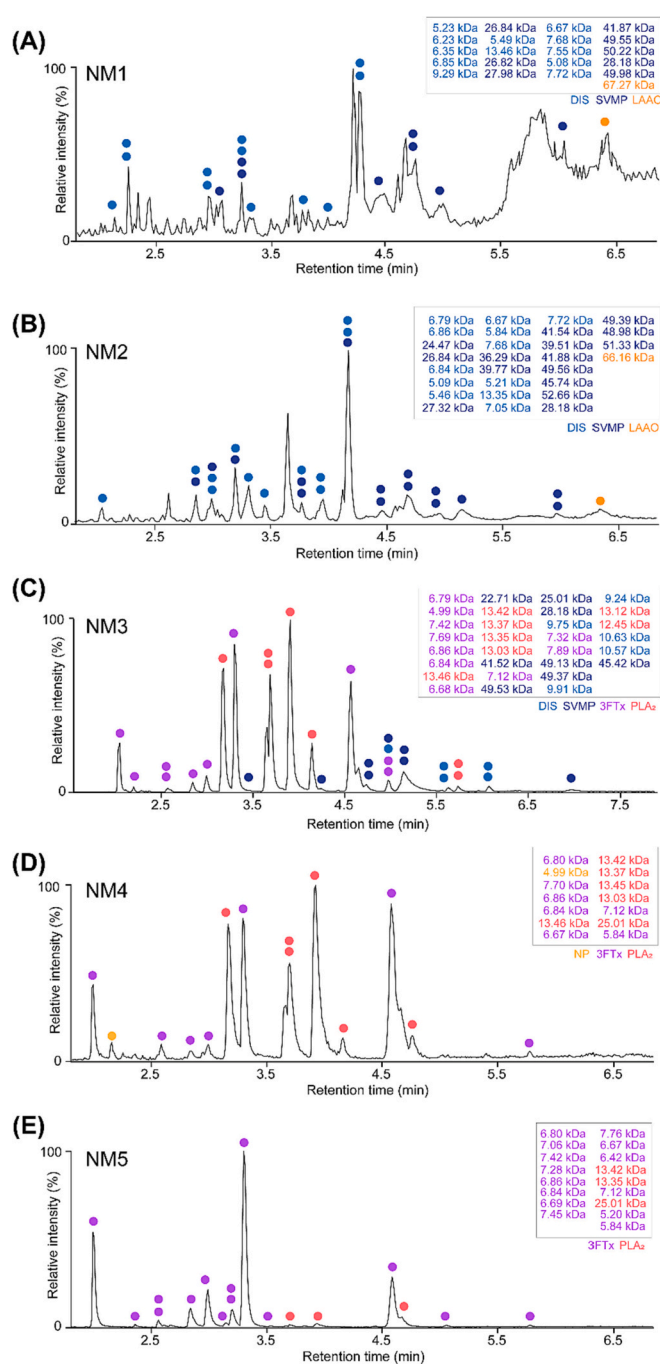 (A)
NM1
Relative intensity (%)
100
0
2.5 3.5 4.5 5.5 6.5
Retention time (min)
5.23 kDa 26.84 kDa 6.67 kDa 41.87 kDa
6.23 kDa 5.49 kDa 7.68 kDa 49.55 kDa
6.35 kDa 13.46 kDa 7.55 kDa 50.22 kDa
6.85 kDa 26.82 kDa 5.08 kDa 28.18 kDa
9.29 kDa 27.98 kDa 7.72 kDa 49.98 kDa
67.27 kDa
DIS SVMP LAAO
(B)
NM2
Relative intensity (%)
100
0
2.5 3.5 4.5 5.5 6.5
Retention time (min)
6.79 kDa 6.67 kDa 7.72 kDa 49.39 kDa
6.86 kDa 5.84 kDa 41.54 kDa 48.98 kDa
24.47 kDa 7.68 kDa 39.51 kDa 51.33 kDa
26.84 kDa 36.29 kDa 41.88 kDa 66.16 kDa
6.84 kDa 39.77 kDa 49.56 kDa
5.09 kDa 5.21 kDa 45.74 kDa
5.46 kDa 13.35 kDa 52.66 kDa
27.32 kDa 7.05 kDa 28.18 kDa
DIS SVMP LAAO
(C)
NM3
Relative intensity (%)
100
0
2.5 3.5 4.5 5.5 6.5 7.5
Retention time (min)
6.79 kDa 22.71 kDa 25.01 kDa 9.24 kDa
4.99 kDa 13.42 kDa 28.18 kDa 13.12 kDa
7.42 kDa 13.37 kDa 9.75 kDa 12.45 kDa
7.69 kDa 13.35 kDa 7.32 kDa 10.63 kDa
6.86 kDa 13.03 kDa 7.89 kDa 10.57 kDa
6.84 kDa 41.52 kDa 49.13 kDa 45.42 kDa
13.46 kDa 7.12 kDa 49.37 kDa
6.68 kDa 49.53 kDa 9.91 kDa
DIS SVMP 3FTx PLA₂
(D)
NM4
Relative intensity (%)
100
0
2.5 3.5 4.5 5.5 6.5
Retention time (min)
6.80 kDa 13.42 kDa
4.99 kDa 13.37 kDa
7.70 kDa 13.45 kDa
6.86 kDa 13.03 kDa
6.84 kDa 7.12 kDa
13.46 kDa 25.01 kDa
6.67 kDa 5.84 kDa
NP 3FTx PLA₂
(E)
NM5
Relative intensity (%)
100
0
2.5 3.5 4.5 5.5 6.5
Retention time (min)
6.80 kDa 7.76 kDa
7.06 kDa 6.67 kDa
7.42 kDa 6.42 kDa
7.28 kDa 13.42 kDa
6.86 kDa 13.35 kDa
6.84 kDa 7.12 kDa
6.69 kDa 25.01 kDa
7.45 kDa 5.20 kDa
5.84 kDa
3FTx PLA₂